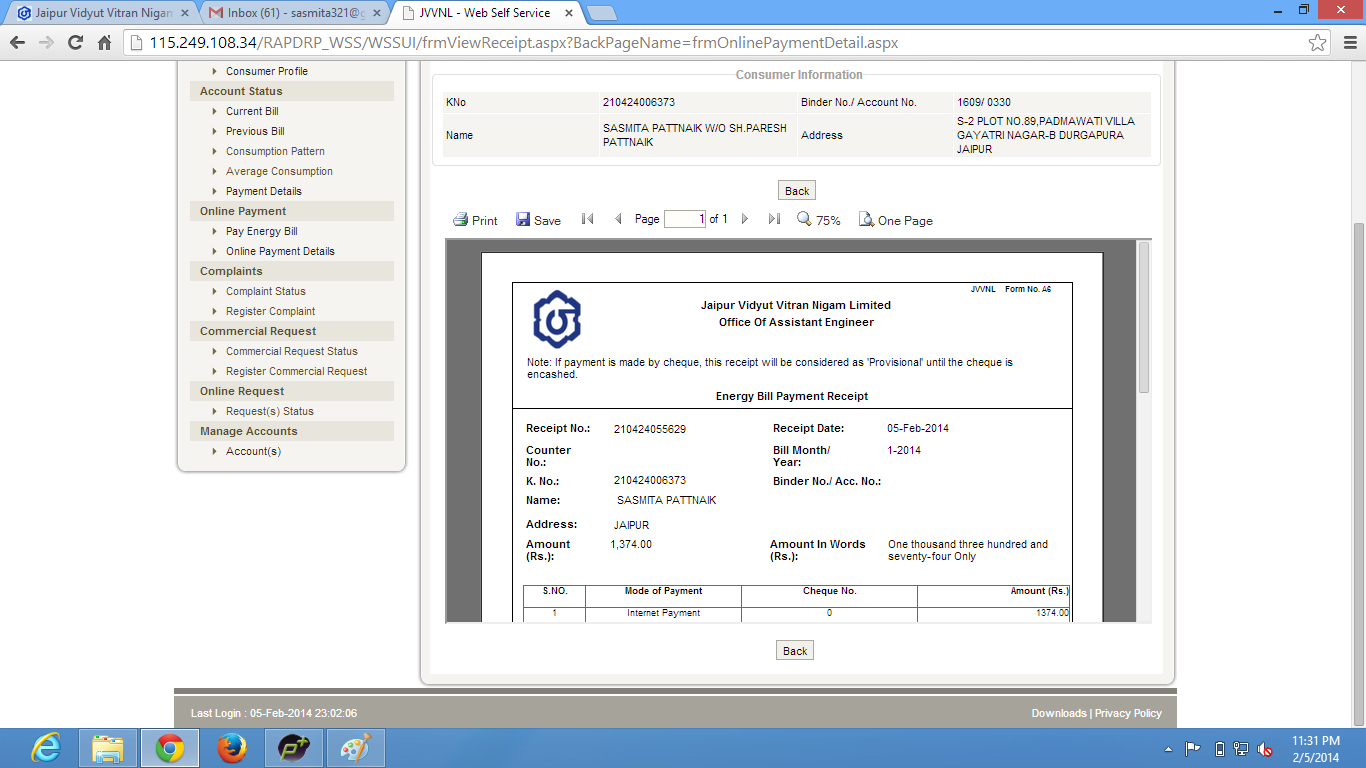 Jaipur Vidyut Vitran Nigam
Inbox (61) - sasmita321@g
JVVNL - Web Self Service
115.249.108.34/RAPDRP_WSS/WSSUI/frmViewReceipt.aspx?BackPageName=frmOnlinePaymentDetail.aspx
Consumer Profile
Account Status
Current Bill
Previous Bill
Consumption Pattern
Average Consumption
Payment Details
Online Payment
Pay Energy Bill
Online Payment Details
Complaints
Complaint Status
Register Complaint
Commercial Request
Commercial Request Status
Register Commercial Request
Online Request
Request(s) Status
Manage Accounts
Account(s)
Consumer Information
KNo 210424006373 Binder No./ Account No. 1609/ 0330
Name SASMITA PATTNAIK W/O SH.PARESH PATTNAIK Address S-2 PLOT NO.89,PADMAWATI VILLA GAYATRI NAGAR-B DURGAPURA JAIPUR
Back
Print Save Page 1 of 1 75% One Page
JVVNL Form No. A6
Jaipur Vidyut Vitran Nigam Limited
Office Of Assistant Engineer
Note: If payment is made by cheque, this receipt will be considered as 'Provisional' until the cheque is
encashed.
Energy Bill Payment Receipt
Receipt No.: 210424055629 Receipt Date: 05-Feb-2014
Counter No.: Bill Month/ Year: 1-2014
K. No.: 210424006373 Binder No./ Acc. No.:
Name: SASMITA PATTNAIK
Address: JAIPUR
Amount (Rs.): 1,374.00 Amount In Words (Rs.): One thousand three hundred and seventy-four Only
S.NO. Mode of Payment Cheque No. Amount (Rs.)
1 Internet Payment 0 1374.00
Back
Last Login : 05-Feb-2014 23:02:06
Downloads | Privacy Policy
11:31 PM
2/5/2014